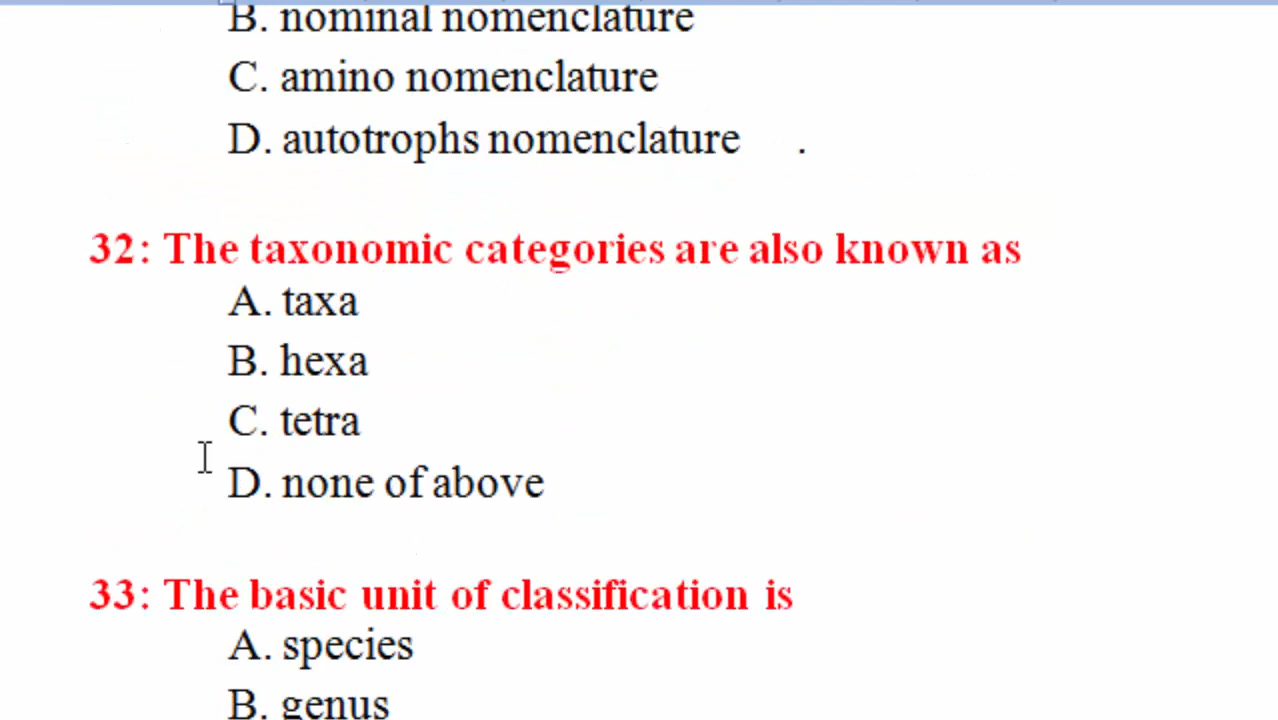 B. nominal nomenclature
C. amino nomenclature
D. autotrophs nomenclature .
32: The taxonomic categories are also known as
A. taxa
B. hexa
C. tetra
D. none of above
33: The basic unit of classification is
A. species
B. genus